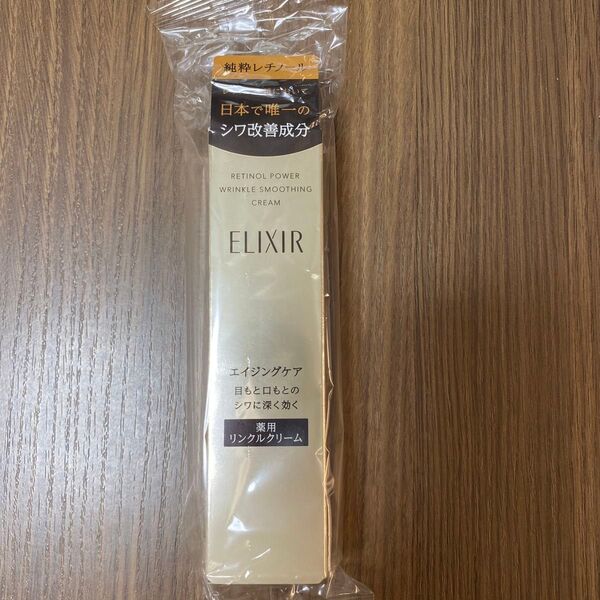 純粋レチノール
日本で唯一の
シワ改善成分
RETINOL POWER
WRINKLE SMOOTHING
CREAM
ELIXIR
エイジングケア
目もと口もとの
シワに深く効く
薬用
リンクルクリーム